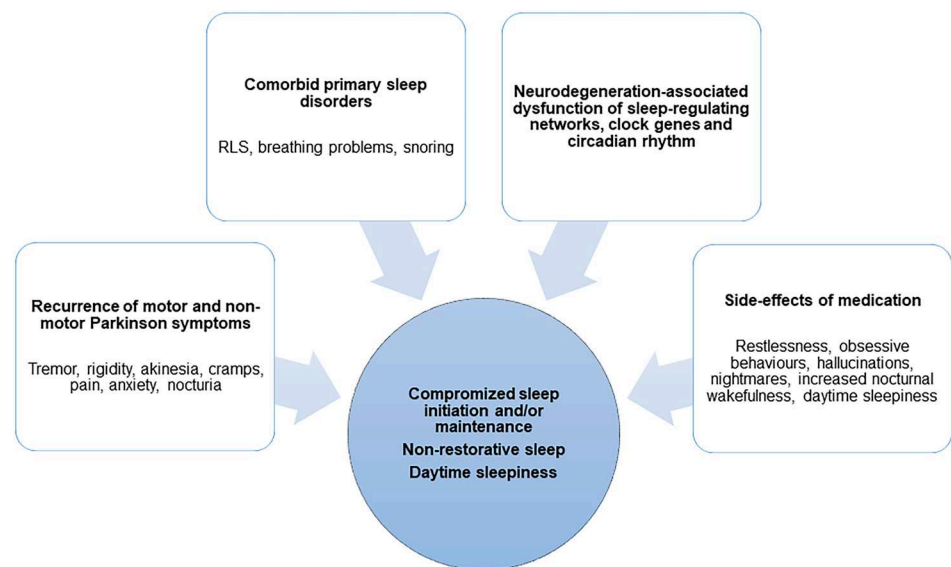 Comorbid primary sleep
disorders
RLS, breathing problems, snoring
Neurodegeneration-associated
dysfunction of sleep-regulating
networks, clock genes and
circadian rhythm
Recurrence of motor and non-
motor Parkinson symptoms
Tremor, rigidity, akinesia, cramps,
pain, anxiety, nocturia
Side-effects of medication
Restlessness, obsessive
behaviours, hallucinations,
nightmares, increased nocturnal
wakefulness, daytime sleepiness
Compromized sleep
initiation and/or
maintenance
Non-restorative sleep
Daytime sleepiness